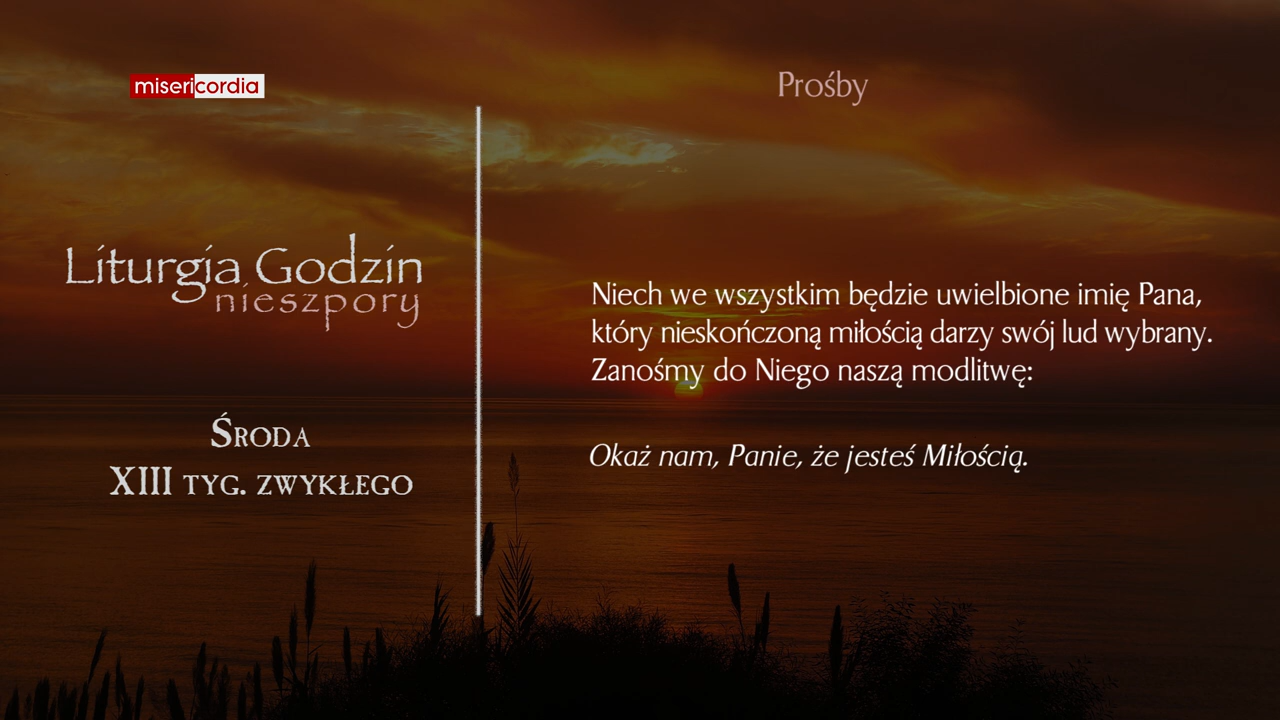 misericordia
Liturgia Godzin
nieszpory
Środa
XIII tyg. zwykłego
Prośby
Niech we wszystkim będzie uwielbione imię Pana,
który nieskończoną miłością darzy swój lud wybrany.
Zanośmy do Niego naszą modlitwę:
Okaż nam, Panie, że jesteś Miłością.